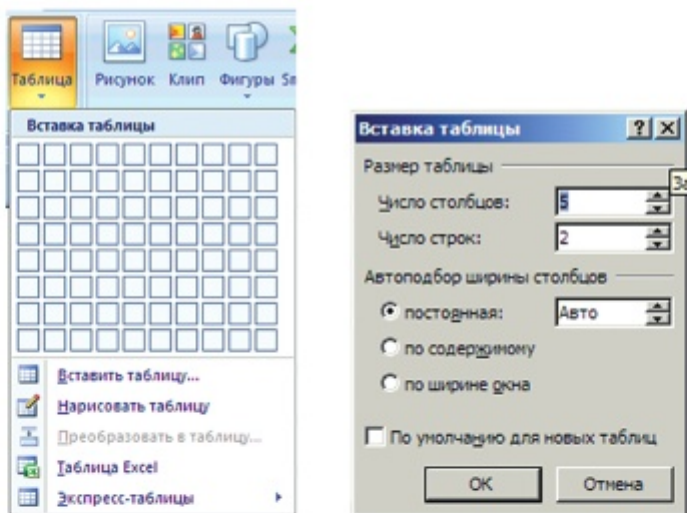 Таблица Рисунок Клип Фигуры
Вставка таблицы
Вставить таблицу...
Нарисовать таблицу
Преобразовать в таблицу...
Таблица Excel
Экспресс-таблицы
Вставка таблицы
Размер таблицы
Число столбцов: 5
Число строк: 2
Автоподбор ширины столбцов
постоянная: Авто
по содержимому
по ширине окна
По умолчанию для новых таблиц
ОК Отмена